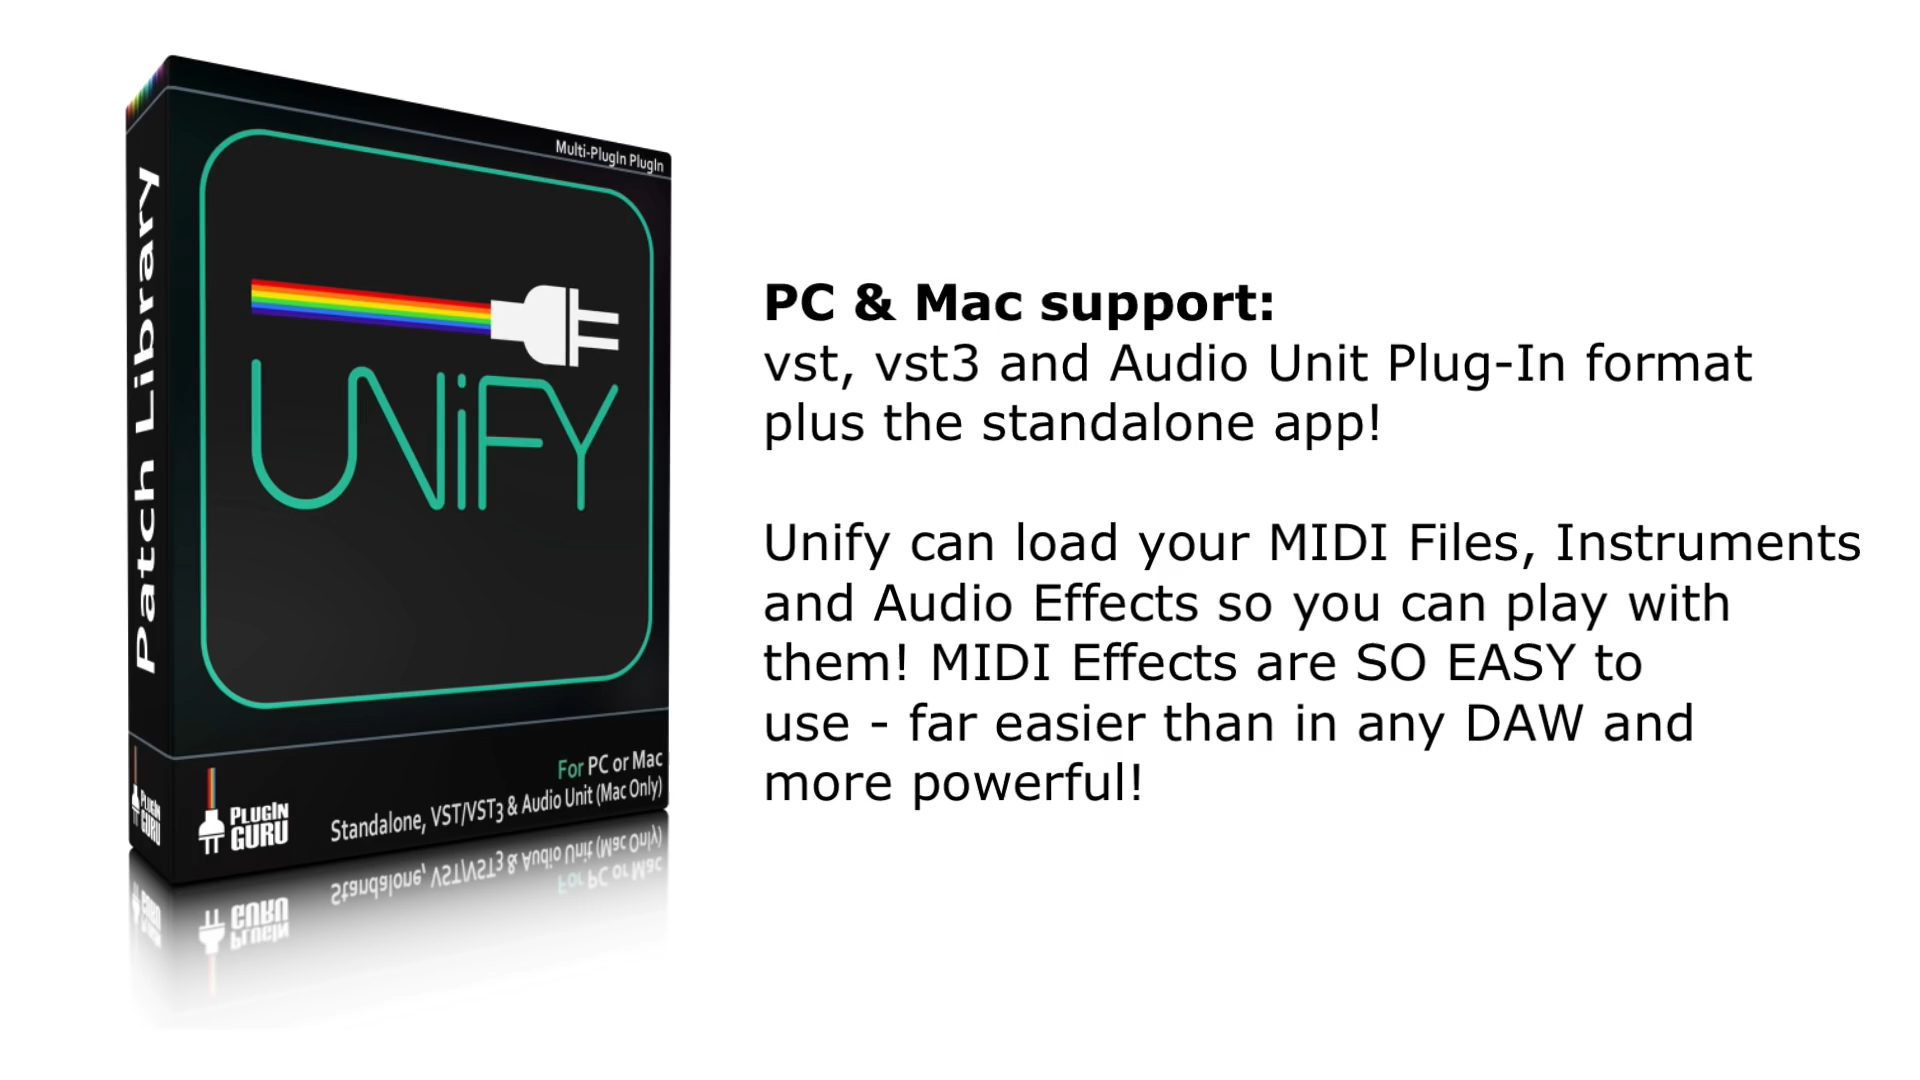 Multi-PlugIn PlugIn
Patch Library
UNiFY
For PC or Mac
Standalone, VST/VST3 & Audio Unit (Mac Only)
PLUGIN
GURU
PLUGIN
GURU
PC & Mac support:
vst, vst3 and Audio Unit Plug-In format
plus the standalone app!
Unify can load your MIDI Files, Instruments
and Audio Effects so you can play with
them! MIDI Effects are SO EASY to
use - far easier than in any DAW and
more powerful!